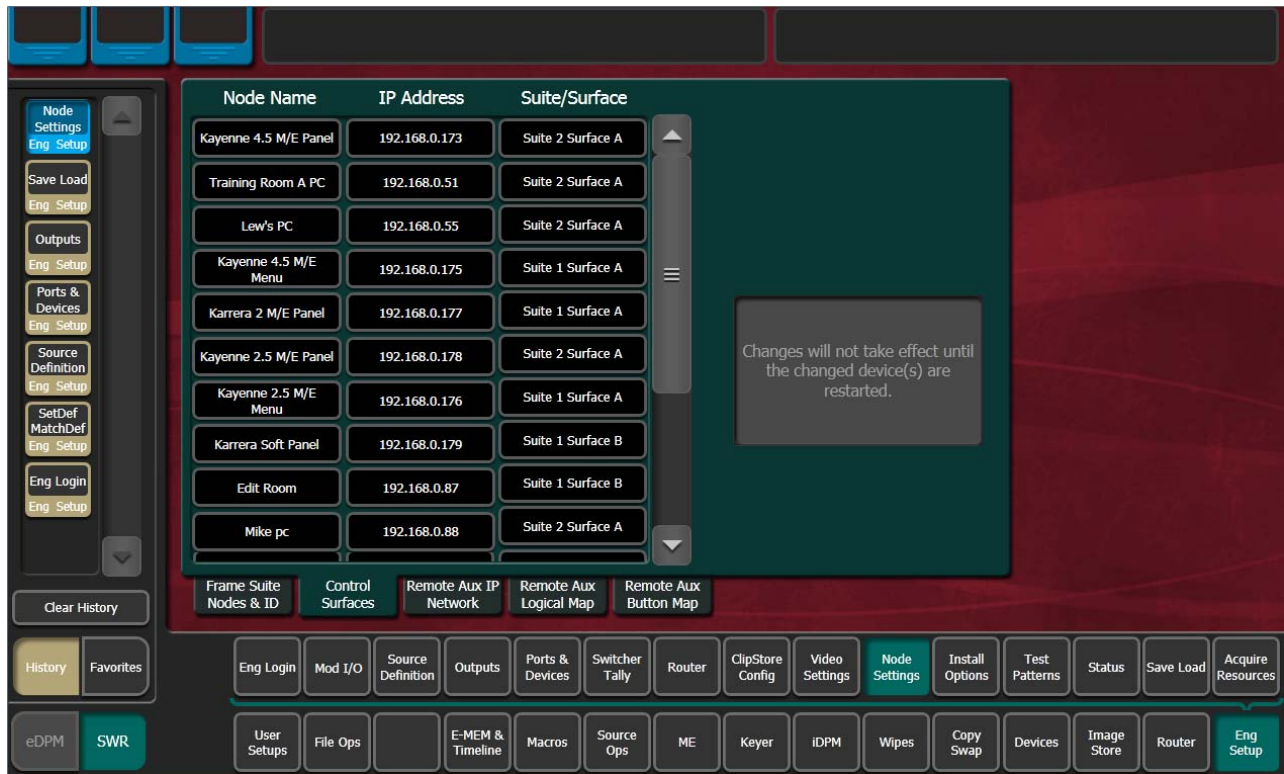 Node
Settings
Eng Setup
Save Load
Eng Setup
Outputs
Eng Setup
Ports &
Devices
Eng Setup
Source
Definition
Eng Setup
SetDef
MatchDef
Eng Setup
Eng Login
Eng Setup
Clear History
History Favorites
eDPM SWR
Node Name IP Address Suite/Surface
Kayenne 4.5 M/E Panel 192.168.0.173 Suite 2 Surface A
Training Room A PC 192.168.0.51 Suite 2 Surface A
Lew's PC 192.168.0.55 Suite 2 Surface A
Kayenne 4.5 M/E
Menu 192.168.0.175 Suite 1 Surface A
Karrera 2 M/E Panel 192.168.0.177 Suite 1 Surface A
Kayenne 2.5 M/E Panel 192.168.0.178 Suite 2 Surface A
Kayenne 2.5 M/E
Menu 192.168.0.176 Suite 1 Surface A
Karrera Soft Panel 192.168.0.179 Suite 1 Surface B
Edit Room 192.168.0.87 Suite 1 Surface B
Mike pc 192.168.0.88 Suite 2 Surface A
Changes will not take effect until
the changed device(s) are
restarted.
Frame Suite
Nodes & ID
Control
Surfaces
Remote Aux IP
Network
Remote Aux
Logical Map
Remote Aux
Button Map
Eng Login
Mod I/O
Source
Definition
Outputs
Ports &
Devices
Switcher
Tally
Router
ClipStore
Config
Video
Settings
Node
Settings
Install
Options
Test
Patterns
Status
Save Load
Acquire
Resources
User
Setups
File Ops
E-MEM &
Timeline
Macros
Source
Ops
ME
Keyer
iDPM
Wipes
Copy
Swap
Devices
Image
Store
Router
Eng
Setup